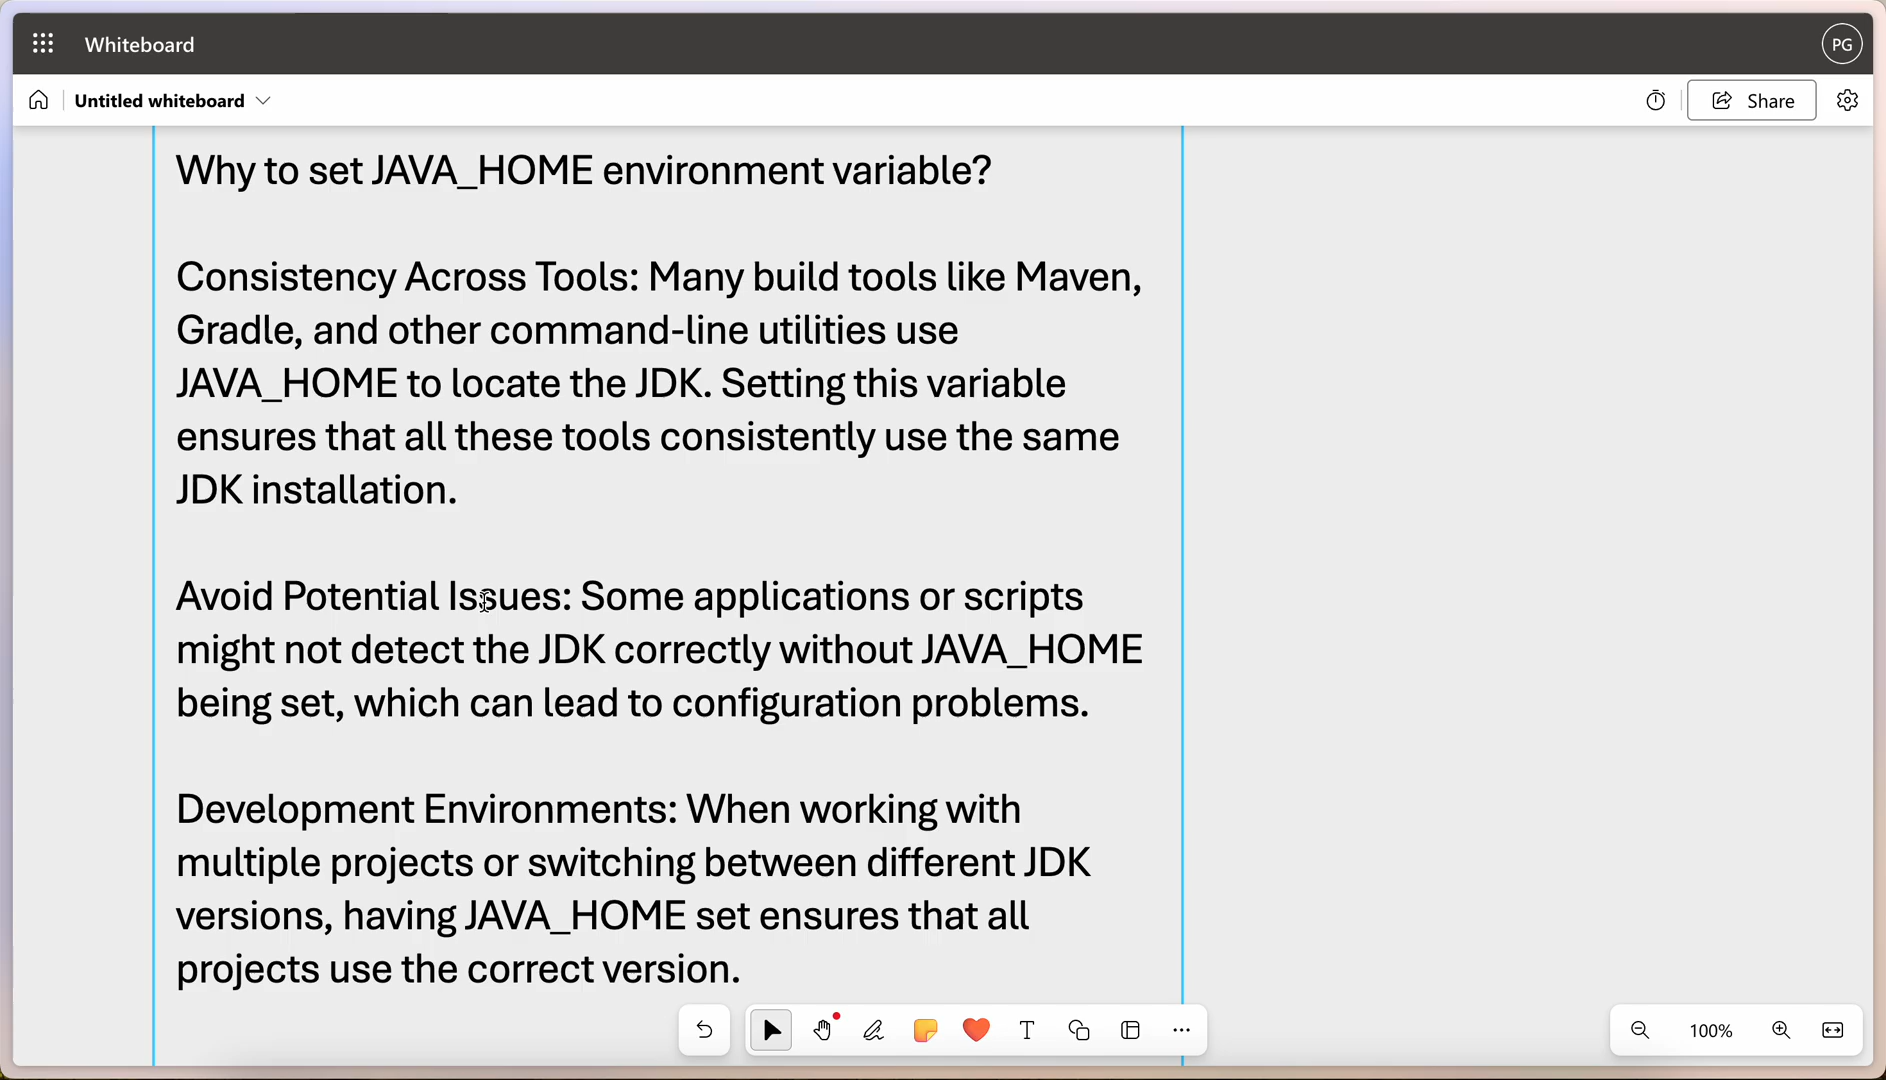 Whiteboard
PG
Untitled whiteboard
Share
Why to set JAVA_HOME environment variable?
Consistency Across Tools: Many build tools like Maven,
Gradle, and other command-line utilities use
JAVA_HOME to locate the JDK. Setting this variable
ensures that all these tools consistently use the same
JDK installation.
Avoid Potential Issues: Some applications or scripts
might not detect the JDK correctly without JAVA_HOME
being set, which can lead to configuration problems.
Development Environments: When working with
multiple projects or switching between different JDK
versions, having JAVA_HOME set ensures that all
projects use the correct version.
100%